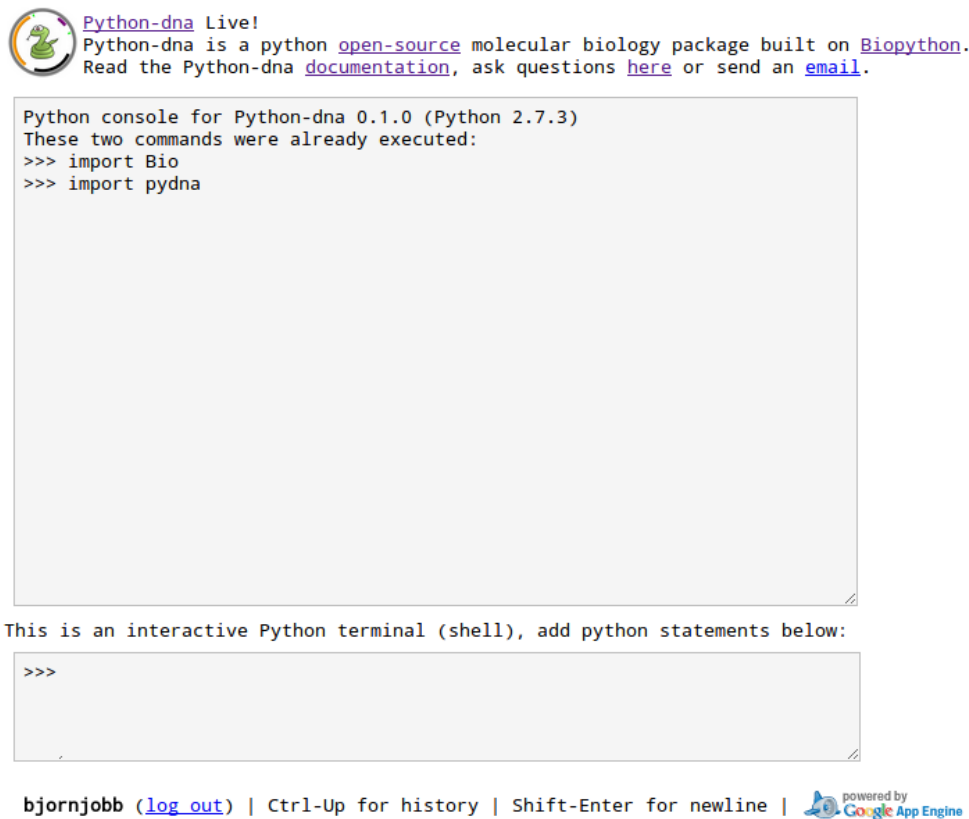 Python-dna Live!
Python-dna is a python open-source molecular biology package built on Biopython.
Read the Python-dna documentation, ask questions here or send an email.
Python console for Python-dna 0.1.0 (Python 2.7.3)
These two commands were already executed:
>>> import Bio
>>> import pydna
This is an interactive Python terminal (shell), add python statements below:
>>>
bjornjobb (log out) | Ctrl-Up for history | Shift-Enter for newline | powered by
Google App Engine